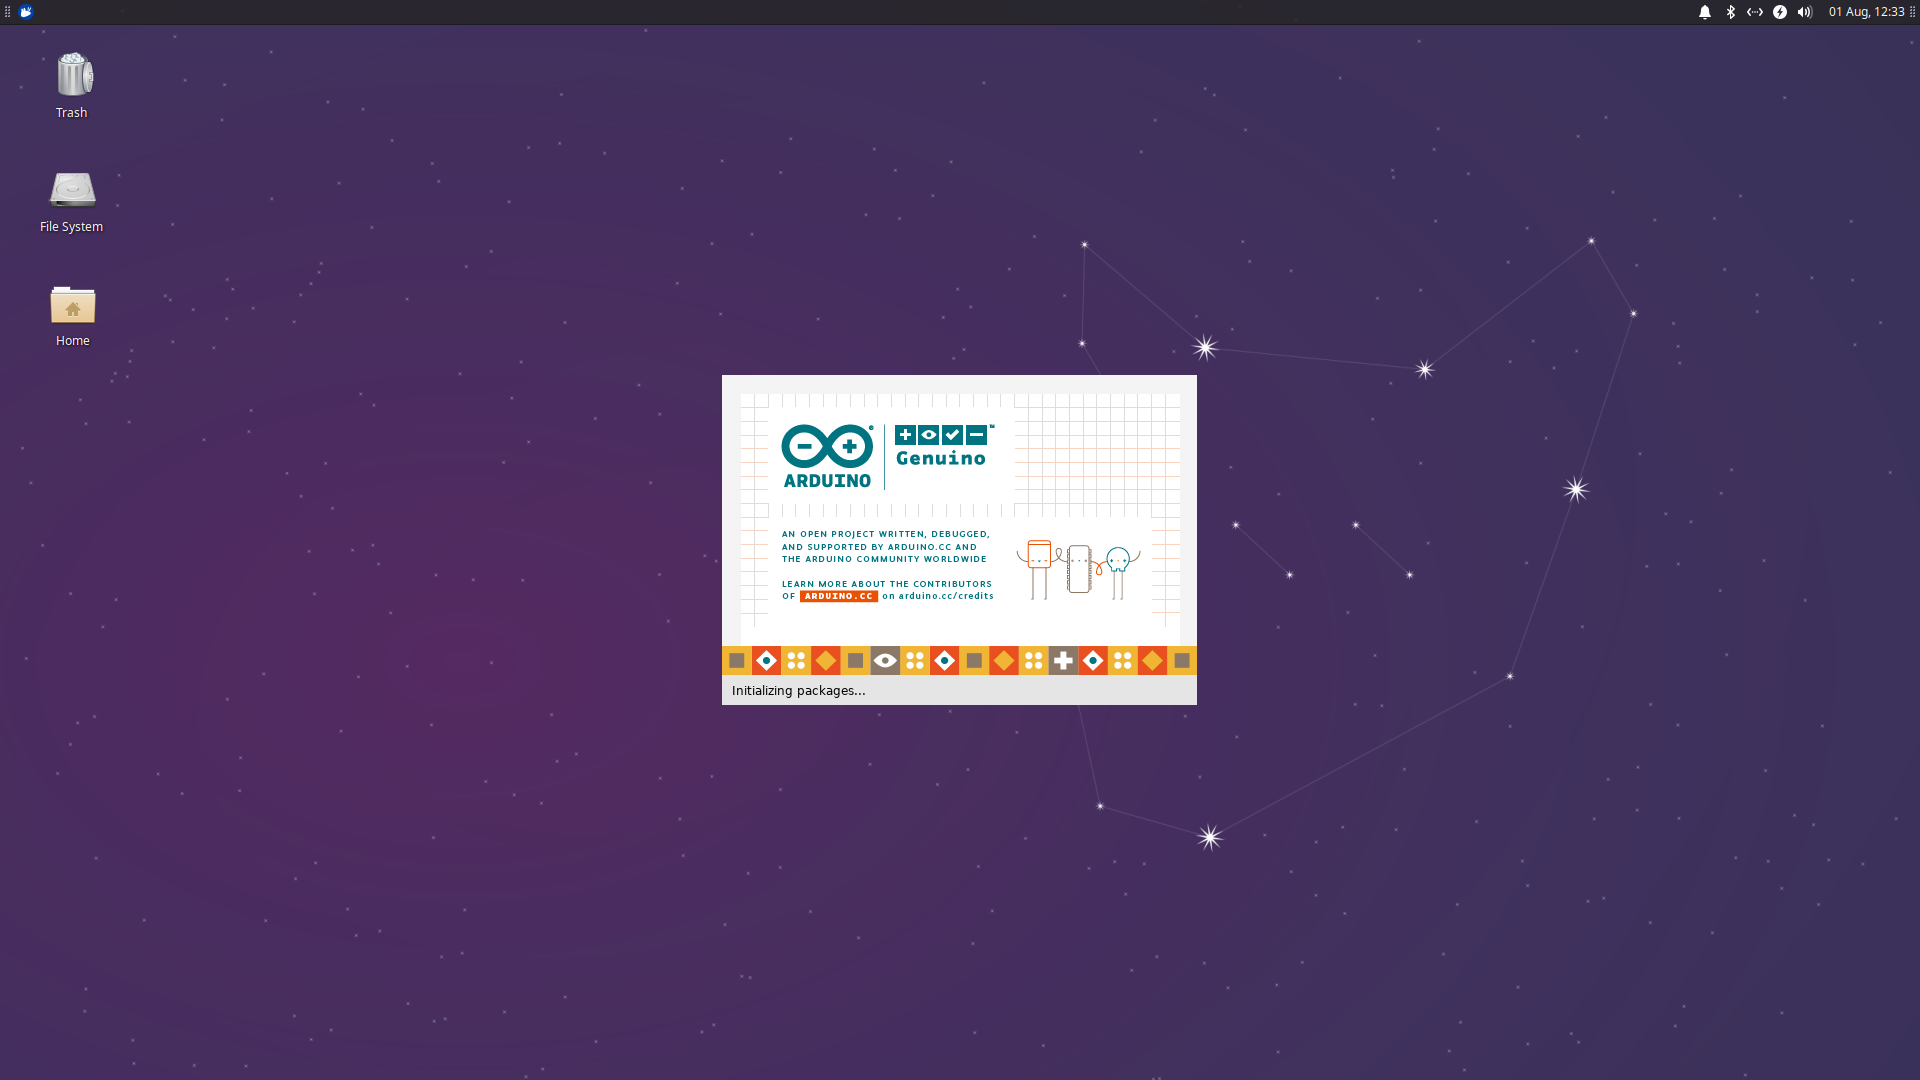 01 Aug, 12:33
Trash
File System
Home
ARDUINO
Genuino
AN OPEN PROJECT WRITTEN, DEBUGGED,
AND SUPPORTED BY ARDUINO.CC AND
THE ARDUINO COMMUNITY WORLDWIDE
LEARN MORE ABOUT THE CONTRIBUTORS
OF ARDUINO.CC on arduino.cc/credits
Initializing packages...